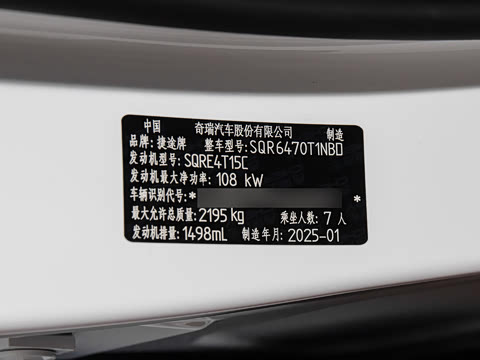 中国 奇瑞汽车股份有限公司 制造
品牌:捷途牌 整车型号:SQR6470T1NBD
发动机型号:SQRE4T15C
发动机最大净功率:108 kW
车辆识别代号:* *
最大允许总质量:2195kg 乘坐人数:7人
发动机排量:1498mL 制造年月:2025-01